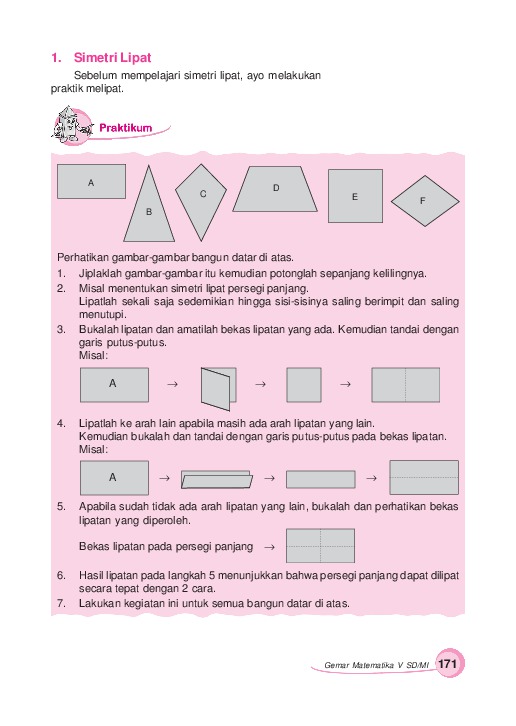 1. Simetri Lipat
Sebelum mempelajari simetri lipat, ayo melakukan
praktik melipat.
Praktikum
A
B
C
D
E
F
Perhatikan gambar-gambar bangun datar di atas.
1. Jiplaklah gambar-gambar itu kemudian potonglah sepanjang kelilingnya.
2. Misal menentukan simetri lipat persegi panjang.
Lipatlah sekali saja sedemikian hingga sisi-sisinya saling berimpit dan saling
menutupi.
3. Bukalah lipatan dan amatilah bekas lipatan yang ada. Kemudian tandai dengan
garis putus-putus.
Misal:
A → → →
4. Lipatlah ke arah lain apabila masih ada arah lipatan yang lain.
Kemudian bukalah dan tandai dengan garis putus-putus pada bekas lipatan.
Misal:
A → → →
5. Apabila sudah tidak ada arah lipatan yang lain, bukalah dan perhatikan bekas
lipatan yang diperoleh.
Bekas lipatan pada persegi panjang →
6. Hasil lipatan pada langkah 5 menunjukkan bahwa persegi panjang dapat dilipat
secara tepat dengan 2 cara.
7. Lakukan kegiatan ini untuk semua bangun datar di atas.
Gemar Matematika V SD/MI 171